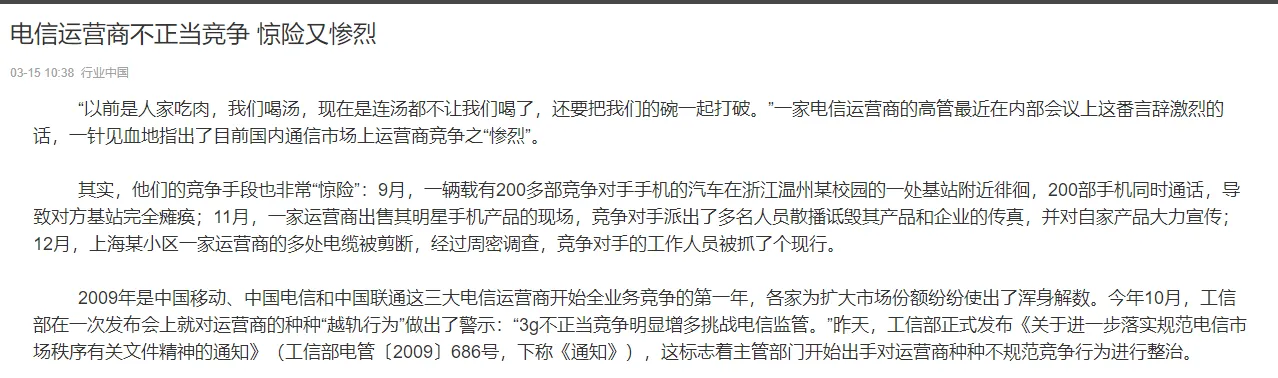 电信运营商不正当竞争 惊险又惨烈
03-15 10:38 行业中国
“以前是人家吃肉，我们喝汤，现在是连汤都不让我们喝了，还要把我们的碗一起打破。”一家电信运营商的高管最近在内部会议上这番言辞激烈的
话，一针见血地指出了目前国内通信市场上运营商竞争之“惨烈”。
其实，他们的竞争手段也非常“惊险”：9月，一辆载有200多部竞争对手手机的汽车在浙江温州某校园的一处基站附近徘徊，200部手机同时通话，导
致对方基站完全瘫痪；11月，一家运营商出售其明星手机产品的现场，竞争对手派出了多名人员散播诋毁其产品和企业的传真，并对自家产品大力宣传；
12月，上海某小区一家运营商的多处电缆被剪断，经过周密调查，竞争对手的工作人员被抓了个现行。
2009年是中国移动、中国电信和中国联通这三大电信运营商开始全业务竞争的第一年，各家为扩大市场份额纷纷使出了浑身解数。今年10月，工信
部在一次发布会上就对运营商的种种“越轨行为”做出了警示：“3g不正当竞争明显增多挑战电信监管。”昨天，工信部正式发布《关于进一步落实规范电信市
场秩序有关文件精神的通知》（工信部电管〔2009〕686号，下称《通知》），这标志着主管部门开始出手对运营商种种不规范竞争行为进行整治。